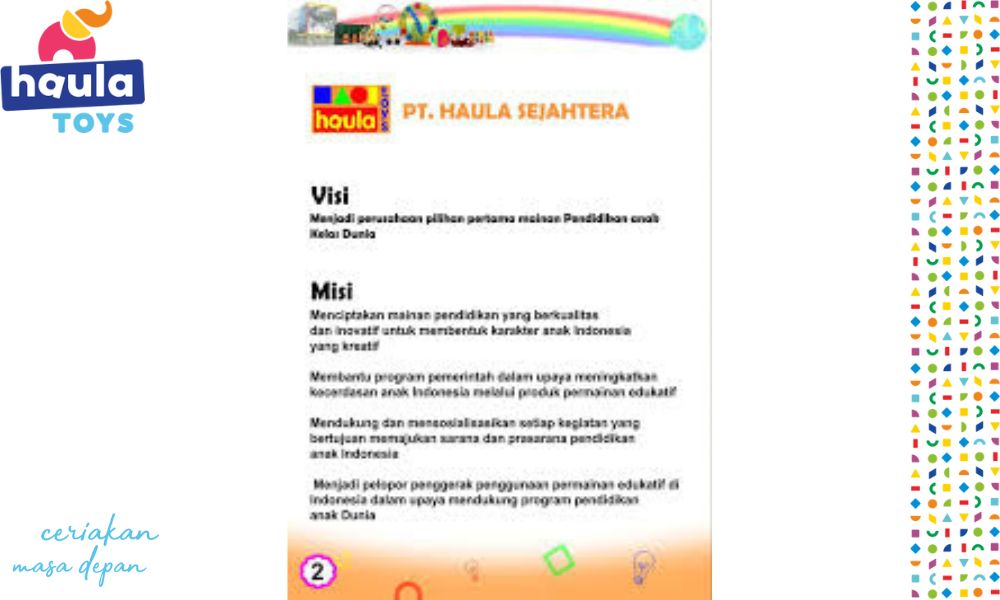 haula
TOYS
haula
TOYS
PT. HAULA SEJAHTERA
Visi
Menjadi perusahaan pilihan pertama mainan Pendidikan anak
Kelas Dunia
Misi
Menciptakan mainan pendidikan yang berkualitas
dan inovatif untuk membentuk karakter anak Indonesia
yang kreatif
Membantu program pemerintah dalam upaya meningkatkan
kecerdasan anak Indonesia melalui produk permainan edukatif
Mendukung dan mensosialisasikan setiap kegiatan yang
bertujuan memajukan sarana dan prasarana pendidikan
anak Indonesia
Menjadi pelopor penggerak penggunaan permainan edukatif di
Indonesia dalam upaya mendukung program pendidikan
anak Dunia
ceriakan
masa depan
2